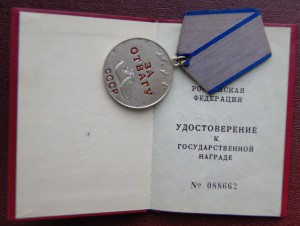 ЗА
ОТВАГУ
СССР
РОССИЙСКАЯ
ФЕДЕРАЦИЯ
УДОСТОВЕРЕНИЕ
К
ГОСУДАРСТВЕННОЙ
НАГРАДЕ
№ 088662